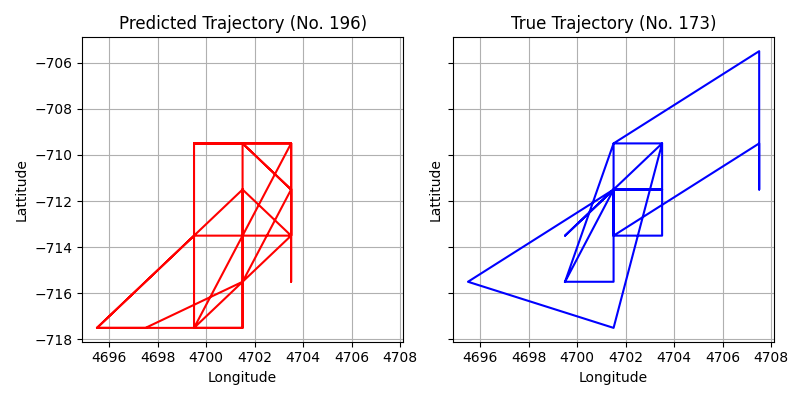 Predicted Trajectory (No. 196)
True Trajectory (No. 173)
−706
−708
−710
−712
−714
−716
−718
Lattitude
Lattitude
4696 4698 4700 4702 4704 4706 4708
4696 4698 4700 4702 4704 4706 4708
Longitude
Longitude